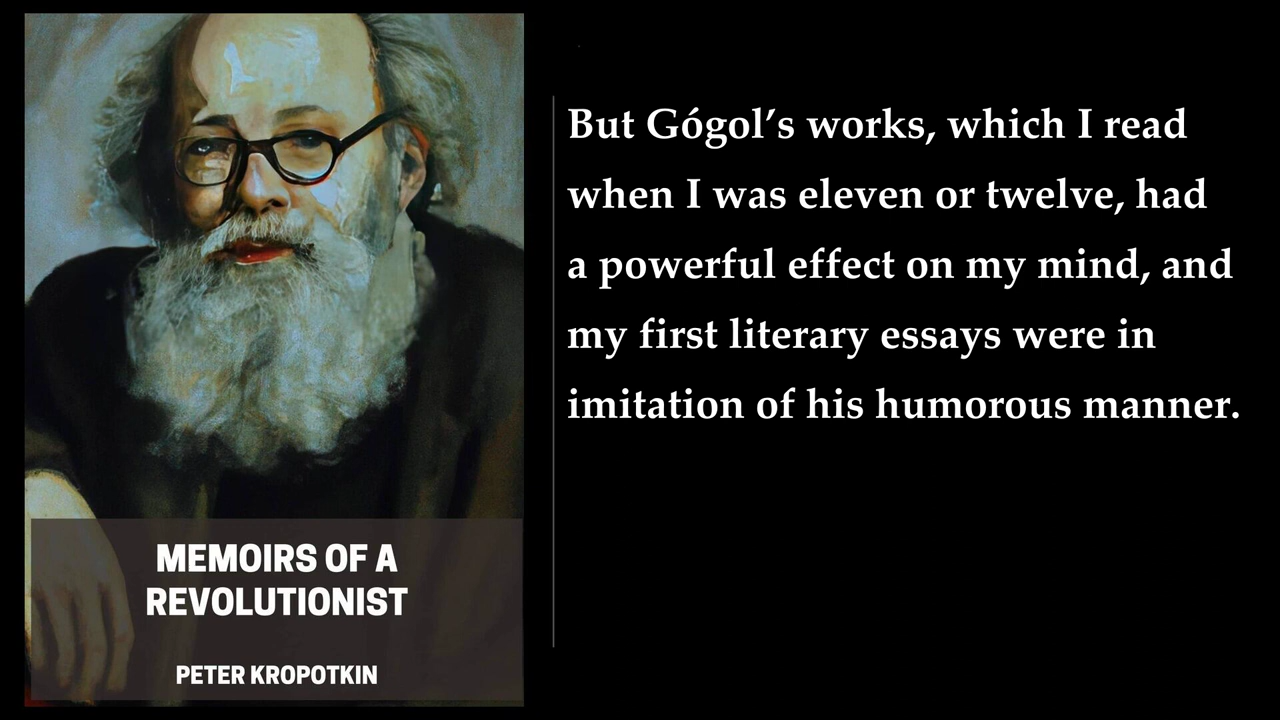 MEMOIRS OF A
REVOLUTIONIST
PETER KROPOTKIN
But Gógol’s works, which I read
when I was eleven or twelve, had
a powerful effect on my mind, and
my first literary essays were in
imitation of his humorous manner.